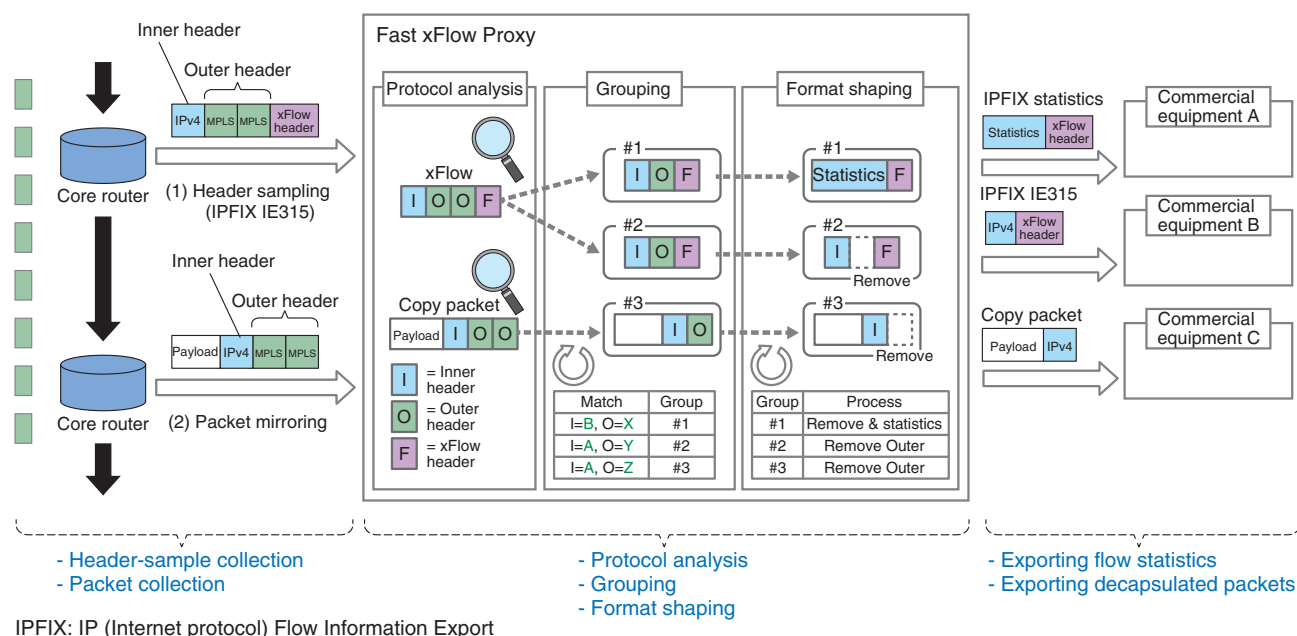 Inner header
Outer header
IPv4 MPLS MPLS xFlow header
Core router
(1) Header sampling
(IPFIX IE315)
Inner header
Outer header
Payload IPv4 MPLS MPLS
Core router
(2) Packet mirroring
Fast xFlow Proxy
Protocol analysis
xFlow
I O O F
Copy packet
Payload I O O
I = Inner header
O = Outer header
F = xFlow header
Grouping
#1
I O F
#2
I O F
#3
I O
Match Group
I=B, O=X #1
I=A, O=Y #2
I=A, O=Z #3
Format shaping
#1
Statistics F
#2
I F
Remove
#3
I
Remove
Group Process
#1 Remove & statistics
#2 Remove Outer
#3 Remove Outer
IPFIX statistics
Statistics xFlow header
Commercial
equipment A
IPFIX IE315
IPv4 xFlow header
Commercial
equipment B
Copy packet
Payload IPv4
Commercial
equipment C
- Header-sample collection
- Packet collection
- Protocol analysis
- Grouping
- Format shaping
- Exporting flow statistics
- Exporting decapsulated packets
IPFIX: IP (Internet protocol) Flow Information Export